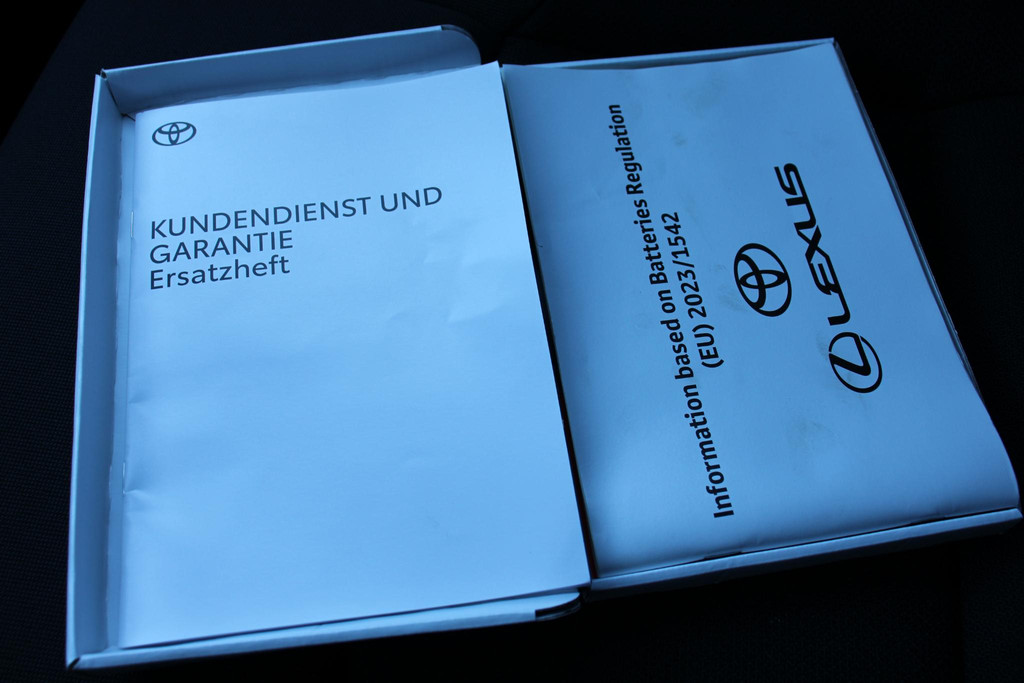 KUNDENDIENST UND
GARANTIE
Ersatzheft
Information based on Batteries Regulation
(EU) 2023/1542
LEXUS